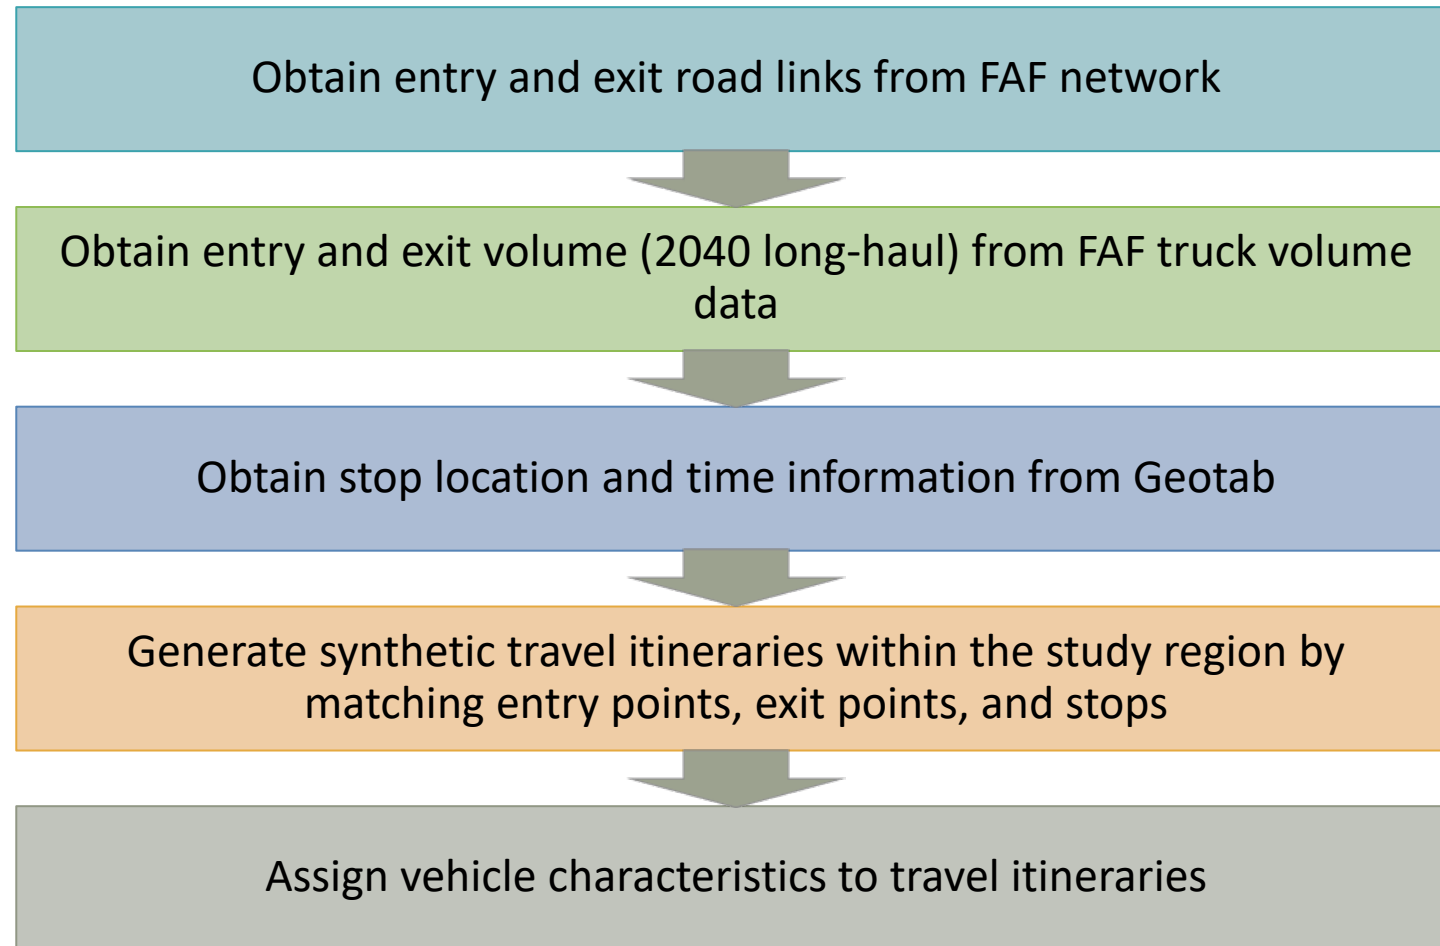 Obtain entry and exit road links from FAF network
Obtain entry and exit volume (2040 long-haul) from FAF truck volume
data
Obtain stop location and time information from Geotab
Generate synthetic travel itineraries within the study region by
matching entry points, exit points, and stops
Assign vehicle characteristics to travel itineraries